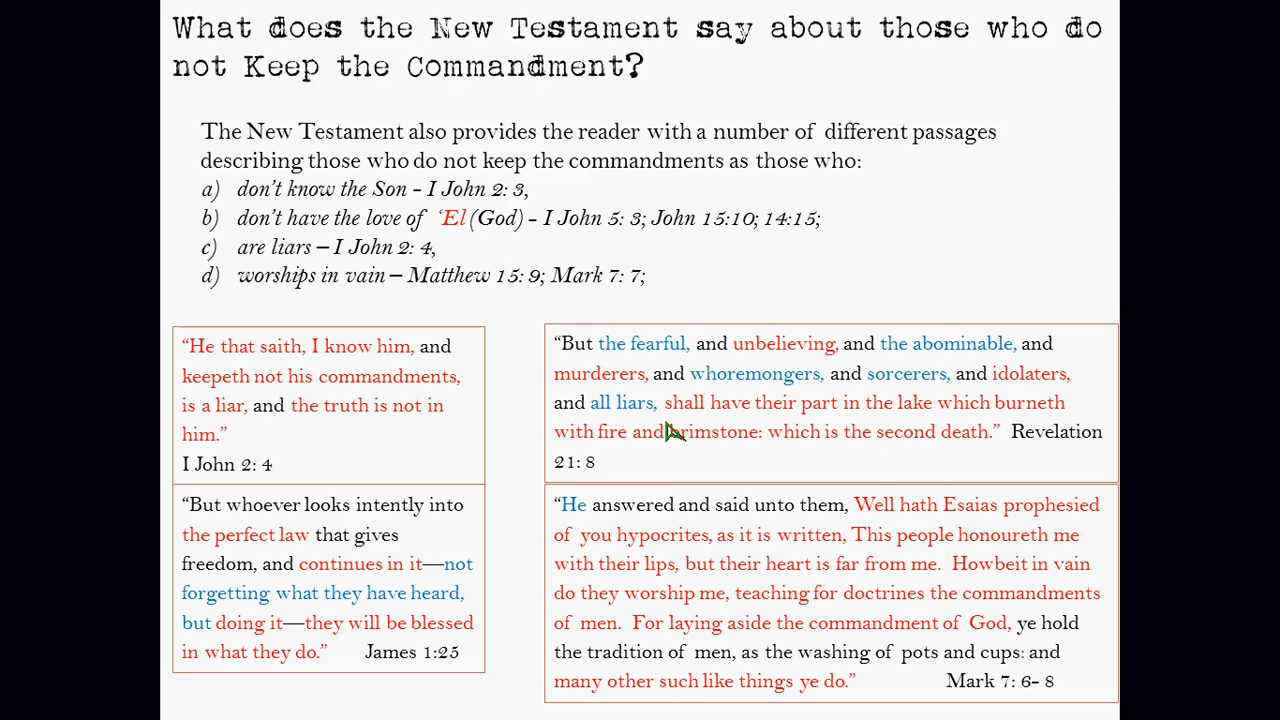 What does the New Testament say about those who do
not Keep the Commandment?
The New Testament also provides the reader with a number of different passages
describing those who do not keep the commandments as those who:
a) don't know the Son - I John 2: 3,
b) don't have the love of 'El (God) - I John 5: 3; John 15:10; 14:15;
c) are liars – I John 2: 4,
d) worships in vain – Matthew 15: 9; Mark 7: 7;
“He that saith, I know him, and
keepeth not his commandments,
is a liar, and the truth is not in
him.”
I John 2: 4
“But whoever looks intently into
the perfect law that gives
freedom, and continues in it—not
forgetting what they have heard,
but doing it—they will be blessed
in what they do.” James 1:25
“But the fearful, and unbelieving, and the abominable, and
murderers, and whoremongers, and sorcerers, and idolaters,
and all liars, shall have their part in the lake which burneth
with fire and brimstone: which is the second death.” Revelation
21: 8
“He answered and said unto them, Well hath Esaias prophesied
of you hypocrites, as it is written, This people honoureth me
with their lips, but their heart is far from me. Howbeit in vain
do they worship me, teaching for doctrines the commandments
of men. For laying aside the commandment of God, ye hold
the tradition of men, as the washing of pots and cups: and
many other such like things ye do.” Mark 7: 6- 8